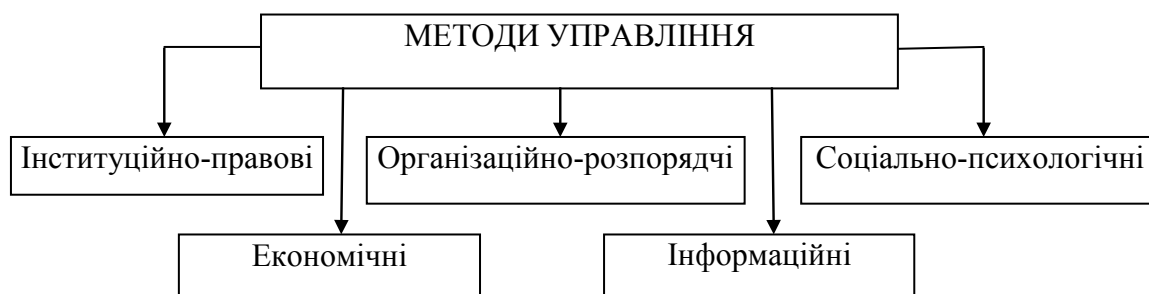 МЕТОДИ УПРАВЛІННЯ
Інституційно-правові
Організаційно-розпорядчі
Соціально-психологічні
Економічні
Інформаційні